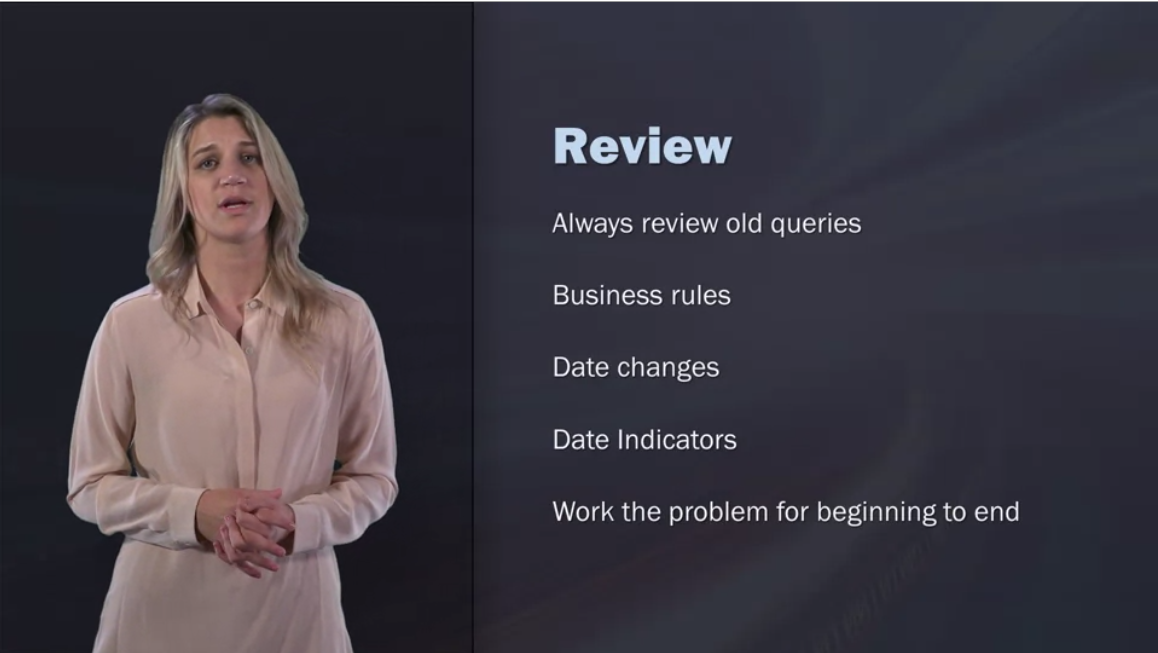 Review
Always review old queries
Business rules
Date changes
Date Indicators
Work the problem for beginning to end